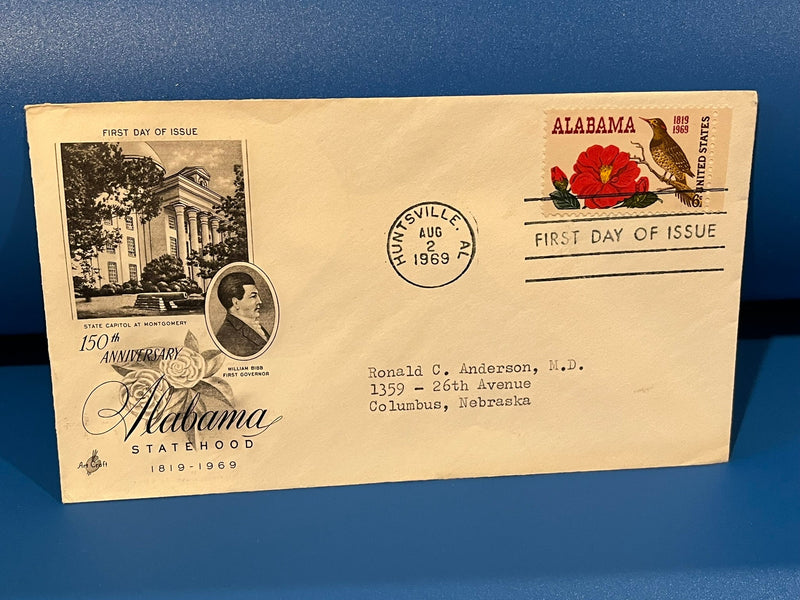 FIRST DAY OF ISSUE
STATE CAPITOL AT MONTGOMERY
150th
ANNIVERSARY
WILLIAM BIBB
FIRST GOVERNOR
Alabama
STATEHOOD
1819-1969
Art Craft
HUNTSVILLE, AL
AUG
2
1969
ALABAMA
1819
1969
6c UNITED STATES
FIRST DAY OF ISSUE
Ronald C. Anderson, M.D.
1359 - 26th Avenue
Columbus, Nebraska